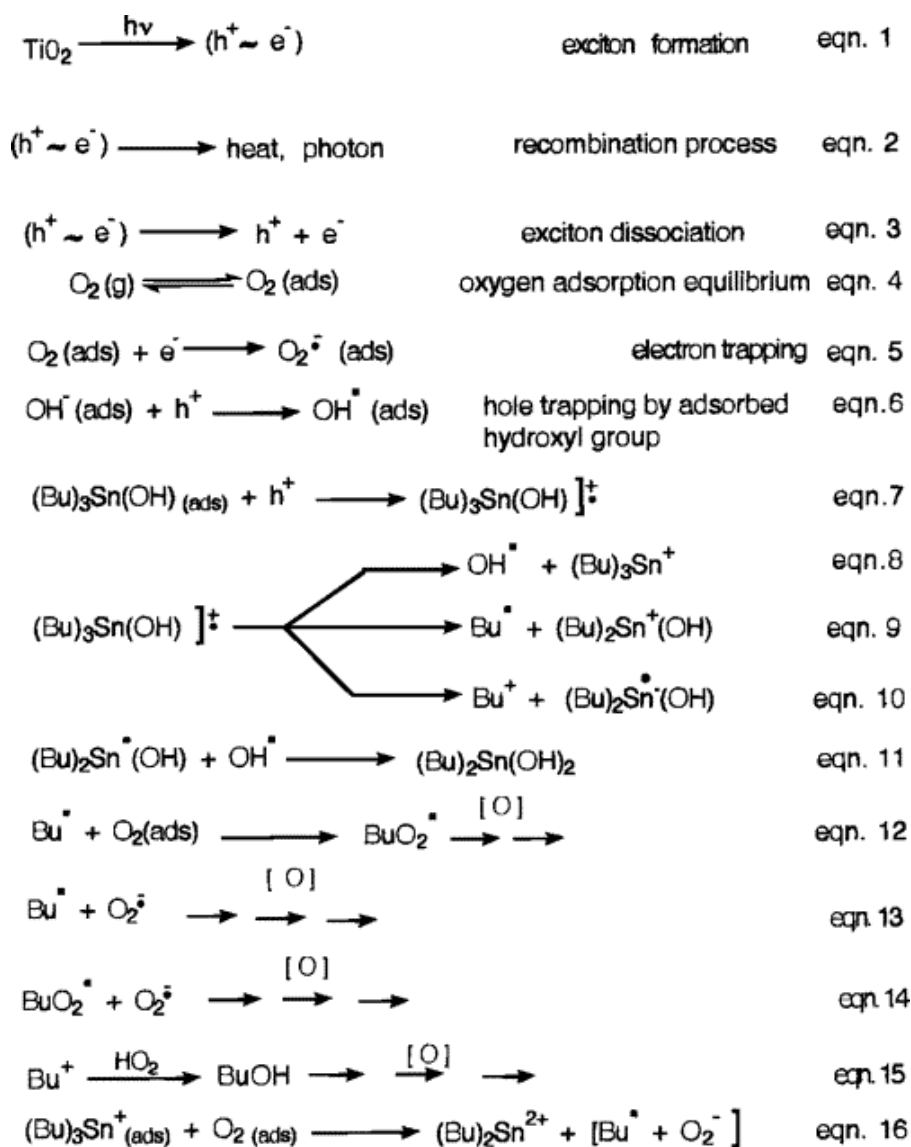 TiO₂ hν→ (h⁺ ~ e⁻) exciton formation eqn. 1
(h⁺ ~ e⁻) → heat, photon recombination process eqn. 2
(h⁺ ~ e⁻) → h⁺ + e⁻ exciton dissociation eqn. 3
O₂ (g) ⇌ O₂ (ads) oxygen adsorption equilibrium eqn. 4
O₂ (ads) + e⁻ → O₂•⁻ (ads) electron trapping eqn. 5
OH⁻ (ads) + h⁺ → OH• (ads) hole trapping by adsorbed eqn.6
hydroxyl group
(Bu)₃Sn(OH) (ads) + h⁺ → (Bu)₃Sn(OH) ]•⁺ eqn.7
OH• + (Bu)₃Sn⁺ eqn.8
(Bu)₃Sn(OH) ]•⁺ → Bu• + (Bu)₂Sn⁺(OH) eqn. 9
Bu⁺ + (Bu)₂Sn•⁻(OH) eqn. 10
(Bu)₂Sn•(OH) + OH• → (Bu)₂Sn(OH)₂ eqn. 11
Bu• + O₂(ads) → BuO₂• → [O] → eqn. 12
Bu• + O₂•⁻ → [O] → → eqn. 13
BuO₂• + O₂•⁻ → [O] → → eqn. 14
Bu⁺ HO₂→ BuOH → [O] → → eqn. 15
(Bu)₃Sn⁺(ads) + O₂ (ads) → (Bu)₂Sn²⁺ + [Bu• + O₂⁻ ] eqn. 16